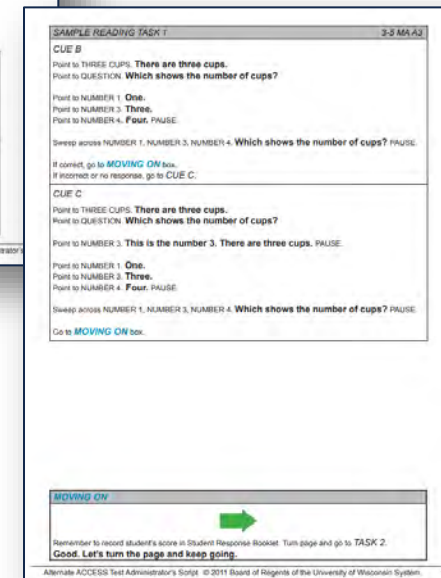 SAMPLE READING TASK 1 3-5 MA A3
CUE B
Point to THREE CUPS. There are three cups.
Point to QUESTION. Which shows the number of cups?
Point to NUMBER 1. One.
Point to NUMBER 3. Three.
Point to NUMBER 4. Four. PAUSE.
Sweep across NUMBER 1, NUMBER 3, NUMBER 4. Which shows the number of cups? PAUSE.
If correct, go to MOVING ON box.
If incorrect or no response, go to CUE C.
CUE C
Point to THREE CUPS. There are three cups.
Point to QUESTION. Which shows the number of cups?
Point to NUMBER 3. This is the number 3. There are three cups. PAUSE.
Point to NUMBER 1. One.
Point to NUMBER 3. Three.
Point to NUMBER 4. Four. PAUSE.
Sweep across NUMBER 1, NUMBER 3, NUMBER 4. Which shows the number of cups? PAUSE.
Go to MOVING ON box.
MOVING ON
Remember to record student's score in Student Response Booklet. Turn page and go to TASK 2.
Good. Let's turn the page and keep going.
Alternate ACCESS Test Administrator's Script © 2011 Board of Regents of the University of Wisconsin System.